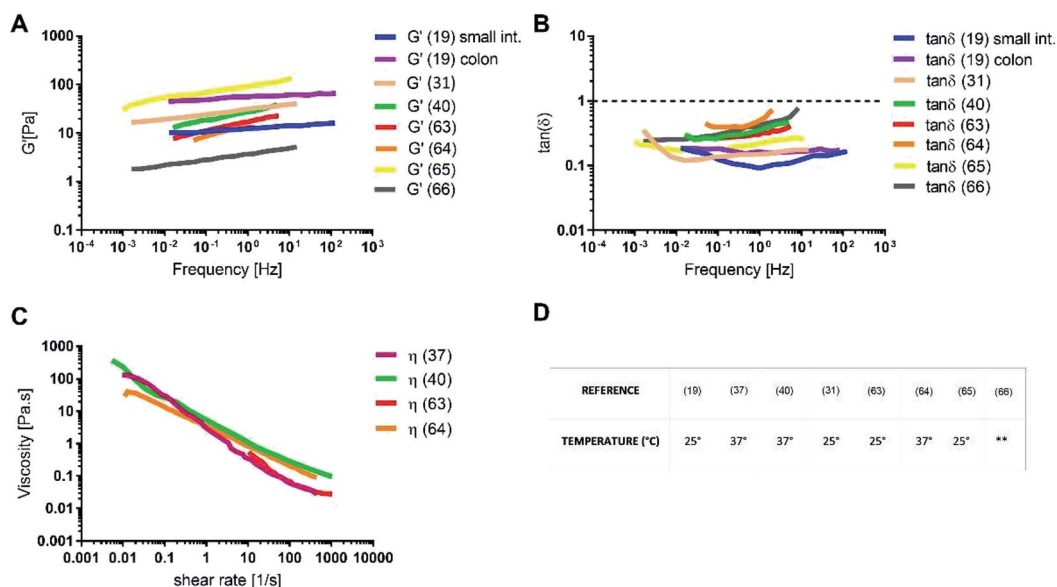 A
G'[Pa]
1000
100
10
1
0.1
10⁻⁴ 10⁻³ 10⁻² 10⁻¹ 10⁰ 10¹ 10² 10³
Frequency [Hz]
G' (19) small int.
G' (19) colon
G' (31)
G' (40)
G' (63)
G' (64)
G' (65)
G' (66)
B
tan(δ)
10
1
0.1
0.01
10⁻⁴ 10⁻³ 10⁻² 10⁻¹ 10⁰ 10¹ 10² 10³
Frequency [Hz]
tanδ (19) small int.
tanδ (19) colon
tanδ (31)
tanδ (40)
tanδ (63)
tanδ (64)
tanδ (65)
tanδ (66)
C
Viscosity [Pa.s]
1000
100
10
1
0.1
0.01
0.001
0.001 0.01 0.1 1 10 100 1000 10000
shear rate [1/s]
η (37)
η (40)
η (63)
η (64)
D
REFERENCE (19) (37) (40) (31) (63) (64) (65) (66)
TEMPERATURE (°C) 25° 37° 37° 25° 25° 37° 25° **